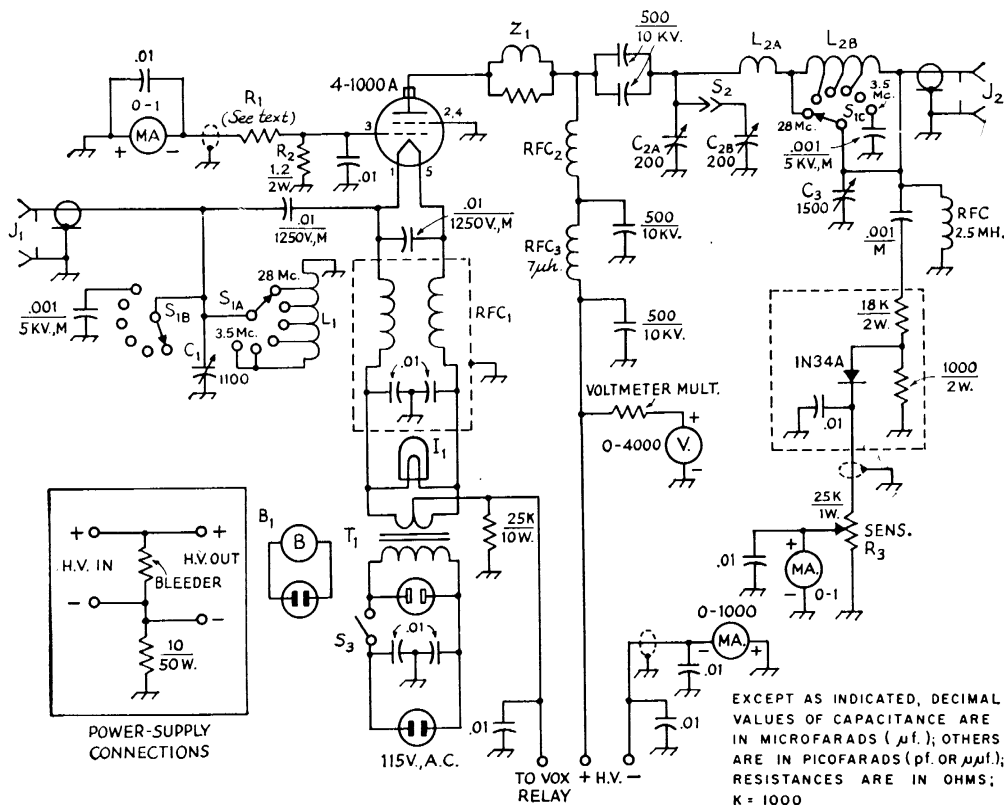 .01
0-1
MA
+ -
R1
(See text)
R2
1.2
2W.
.01
4-1000A
3
2,4
1 5
Z1
500
10 KV.
S2
C2A
200
C2B
200
L2A
L2B
3.5
Mc.
S1C
28 Mc.
.001
5 KV.,M
C3
1500
J2
.001
M
RFC
2.5 MH.
J1
.01
1250V.,M
.01
1250V.,M
RFC2
RFC3
7μh.
500
10KV.
500
10KV.
.001
5KV.,M
S1B
C1
1100
S1A
28 Mc.
3.5 Mc.
L1
RFC1
.01
I1
T1
25K
10W.
VOLTMETER MULT.
0-4000
+
V.
-
18K
2W.
1N34A
.01
1000
2W.
25K
1W.
SENS.
R3
.01
+
MA.
-
0-1
0-1000
- MA. +
.01
.01
+ +
H.V. IN H.V. OUT
BLEEDER
- -
10
50W.
POWER-SUPPLY
CONNECTIONS
B1
B
S3
.01
115V., A.C.
.01
TO VOX + H.V. -
RELAY
EXCEPT AS INDICATED, DECIMAL
VALUES OF CAPACITANCE ARE
IN MICROFARADS ( μf.); OTHERS
ARE IN PICOFARADS (pf. OR μμf.);
RESISTANCES ARE IN OHMS;
K = 1000